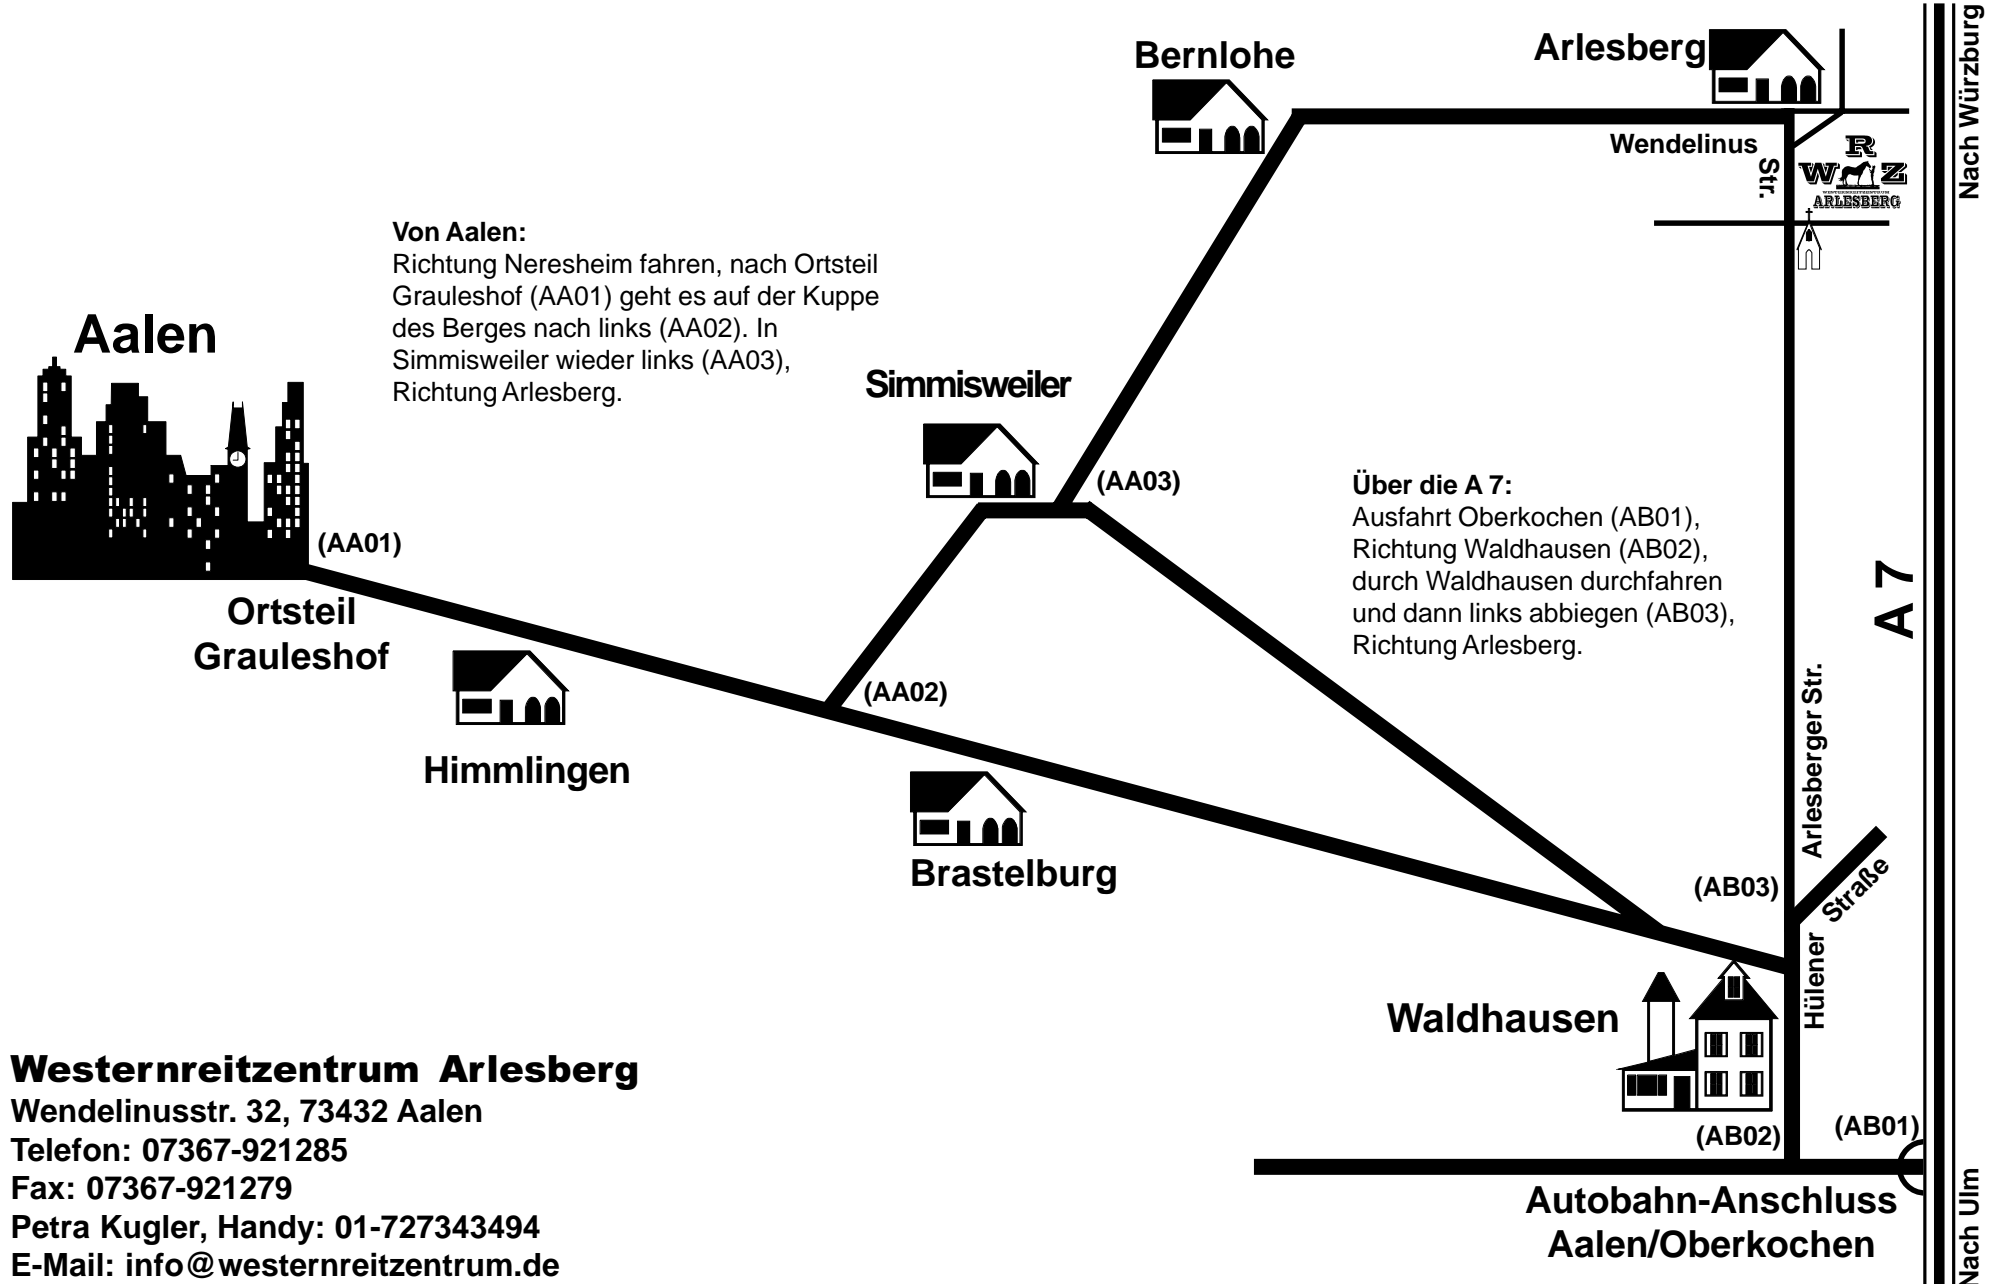 Bernlohe
Arlesberg
Nach Würzburg
Wendelinus
Str.
R
W Z
WESTERNREITZENTRUM
ARLESBERG
Von Aalen:
Richtung Neresheim fahren, nach Ortsteil
Grauleshof (AA01) geht es auf der Kuppe
des Berges nach links (AA02). In
Simmisweiler wieder links (AA03),
Richtung Arlesberg.
Aalen
Simmisweiler
(AA03)
Über die A 7:
Ausfahrt Oberkochen (AB01),
Richtung Waldhausen (AB02),
durch Waldhausen durchfahren
und dann links abbiegen (AB03),
Richtung Arlesberg.
(AA01)
A 7
Ortsteil
Grauleshof
(AA02)
Himmlingen
Arlesberger Str.
Brastelburg
(AB03)
Hülener Straße
Waldhausen
Westernreitzentrum Arlesberg
Wendelinusstr. 32, 73432 Aalen
Telefon: 07367-921285
Fax: 07367-921279
Petra Kugler, Handy: 01-727343494
E-Mail: info@westernreitzentrum.de
(AB02)
(AB01)
Autobahn-Anschluss
Aalen/Oberkochen
Nach Ulm